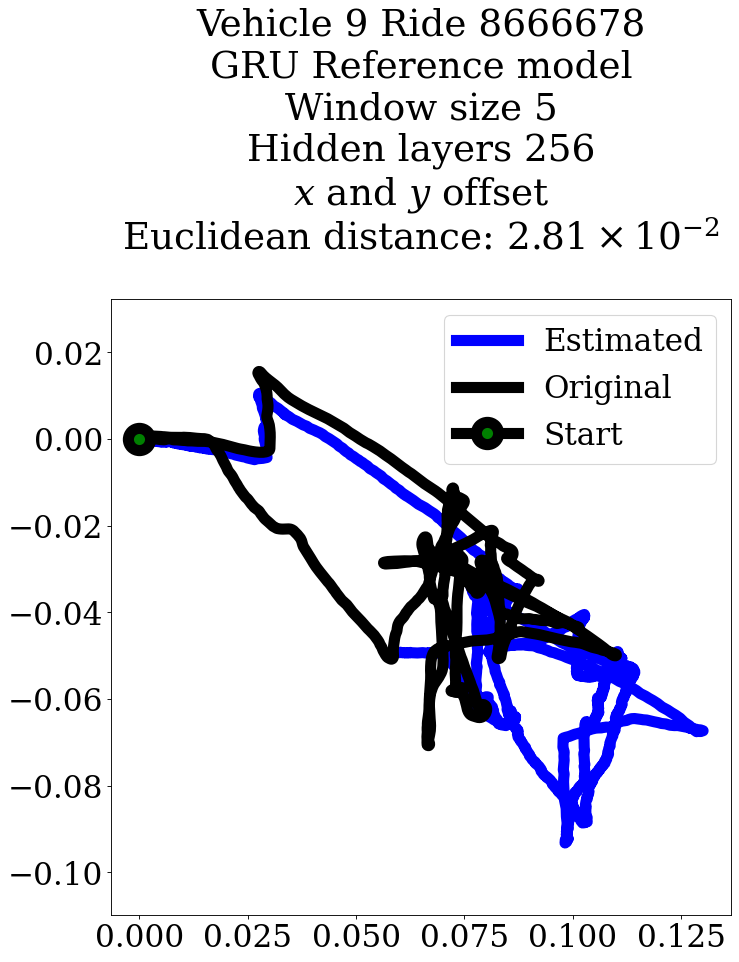 Vehicle 9 Ride 8666678
GRU Reference model
Window size 5
Hidden layers 256
x and y offset
Euclidean distance: 2.81 × 10⁻²
Estimated
Original
Start
0.02
0.00
−0.02
−0.04
−0.06
−0.08
−0.10
0.000 0.025 0.050 0.075 0.100 0.125